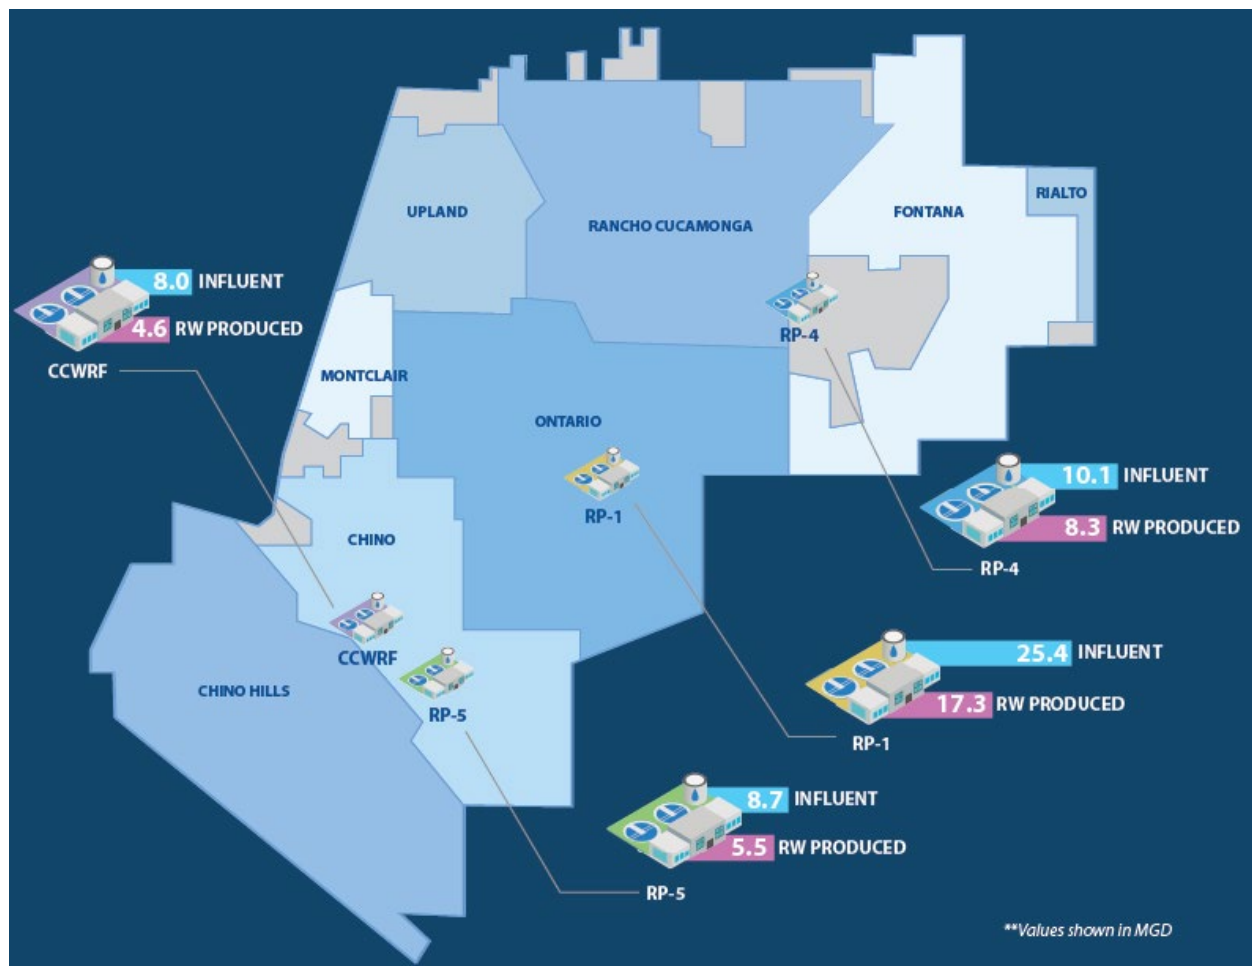 UPLAND
RANCHO CUCAMONGA
FONTANA
RIALTO
8.0 INFLUENT
4.6 RW PRODUCED
CCWRF
RP-4
MONTCLAIR
ONTARIO
RP-1
CHINO
10.1 INFLUENT
8.3 RW PRODUCED
RP-4
CCWRF
CHINO HILLS
RP-5
25.4 INFLUENT
17.3 RW PRODUCED
RP-1
8.7 INFLUENT
5.5 RW PRODUCED
RP-5
**Values shown in MGD